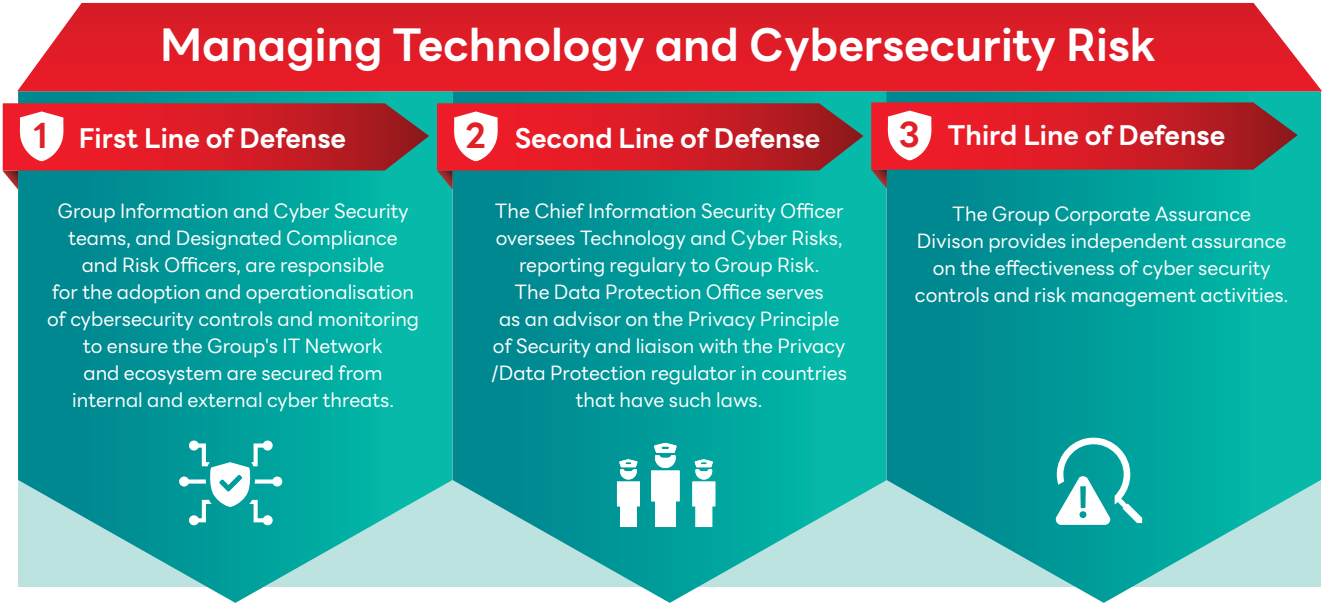 Managing Technology and Cybersecurity Risk
1 First Line of Defense
Group Information and Cyber Security
teams, and Designated Compliance
and Risk Officers, are responsible
for the adoption and operationalisation
of cybersecurity controls and monitoring
to ensure the Group's IT Network
and ecosystem are secured from
internal and external cyber threats.
2 Second Line of Defense
The Chief Information Security Officer
oversees Technology and Cyber Risks,
reporting regulary to Group Risk.
The Data Protection Office serves
as an advisor on the Privacy Principle
of Security and liaison with the Privacy
/Data Protection regulator in countries
that have such laws.
3 Third Line of Defense
The Group Corporate Assurance
Divison provides independent assurance
on the effectiveness of cyber security
controls and risk management activities.